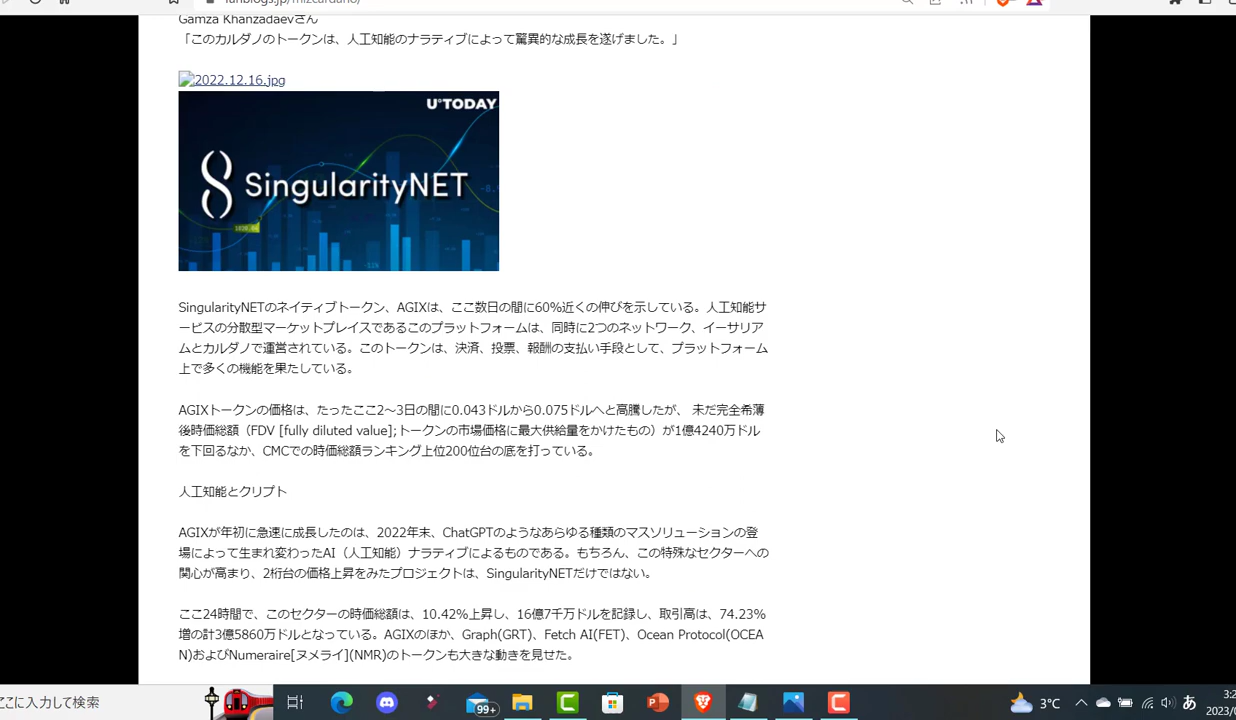 fanblogs.jp/mizcardano/
Gamza Khanzadaevさん
「このカルダノのトークンは、人工知能のナラティブによって驚異的な成長を遂げました。」
2022.12.16.jpg
U°TODAY
SingularityNET
SingularityNETのネイティブトークン、AGIXは、ここ数日の間に60%近くの伸びを示している。人工知能サ
ービスの分散型マーケットプレイスであるこのプラットフォームは、同時に2つのネットワーク、イーサリア
ムとカルダノで運営されている。このトークンは、決済、投票、報酬の支払い手段として、プラットフォーム
上で多くの機能を果たしている。
AGIXトークンの価格は、たったここ2～3日の間に0.043ドルから0.075ドルへと高騰したが、 未だ完全希薄
後時価総額（FDV [fully diluted value];トークンの市場価格に最大供給量をかけたもの）が1億4240万ドル
を下回るなか、CMCでの時価総額ランキング上位200位台の底を打っている。
人工知能とクリプト
AGIXが年初に急速に成長したのは、2022年末、ChatGPTのようなあらゆる種類のマスソリューションの登
場によって生まれ変わったAI（人工知能）ナラティブによるものである。もちろん、この特殊なセクターへの
関心が高まり、2桁台の価格上昇をみたプロジェクトは、SingularityNETだけではない。
ここ24時間で、このセクターの時価総額は、10.42%上昇し、16億7千万ドルを記録し、取引高は、74.23%
増の計3億5860万ドルとなっている。AGIXのほか、Graph(GRT)、Fetch AI(FET)、Ocean Protocol(OCEA
N)およびNumeraire[ヌメライ](NMR)のトークンも大きな動きを見せた。
ここに入力して検索
99+
3°C
あ
3:2
2023/0